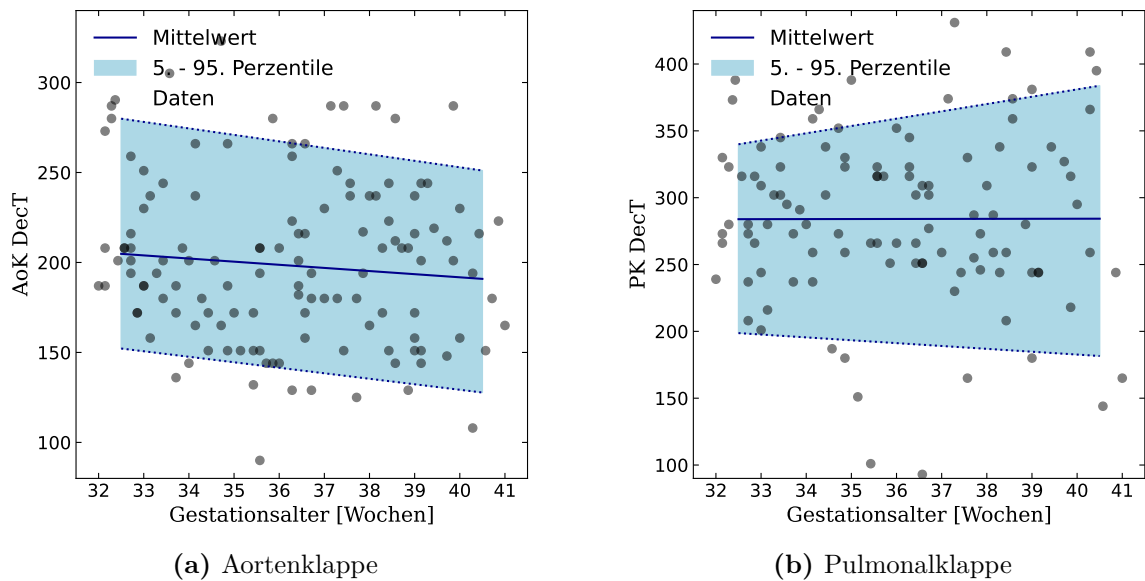 Mittelwert
5. - 95. Perzentile
Daten
300
250
200
150
100
AoK DecT
32 33 34 35 36 37 38 39 40 41
Gestationsalter [Wochen]
(a) Aortenklappe
Mittelwert
5. - 95. Perzentile
Daten
400
350
300
250
200
150
100
PK DecT
32 33 34 35 36 37 38 39 40 41
Gestationsalter [Wochen]
(b) Pulmonalklappe